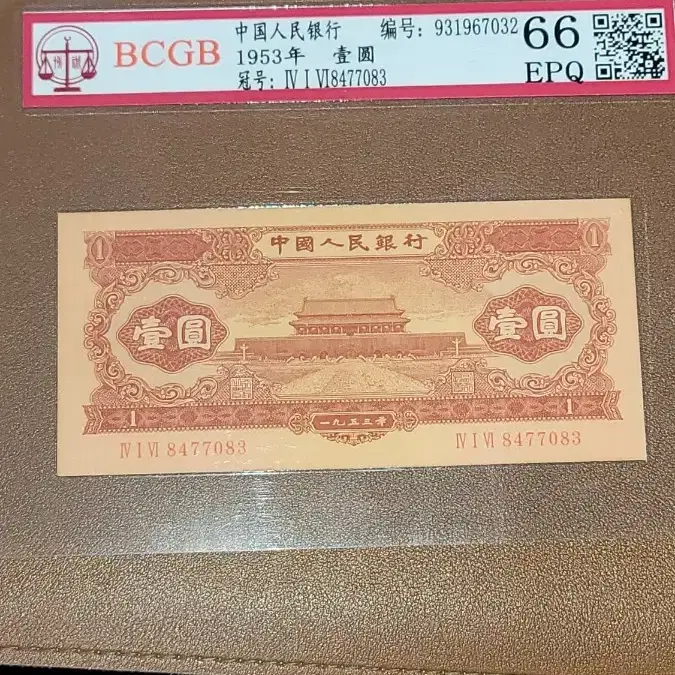 BCGB
中国人民银行 编号: 931967032
1953年 壹圆
冠号: Ⅳ Ⅰ Ⅵ8477083
66
EPQ
1 中國人民銀行 1
壹圓 壹圓
1 一九五三年 1
Ⅳ Ⅰ Ⅵ 8477083 Ⅳ Ⅰ Ⅵ 8477083